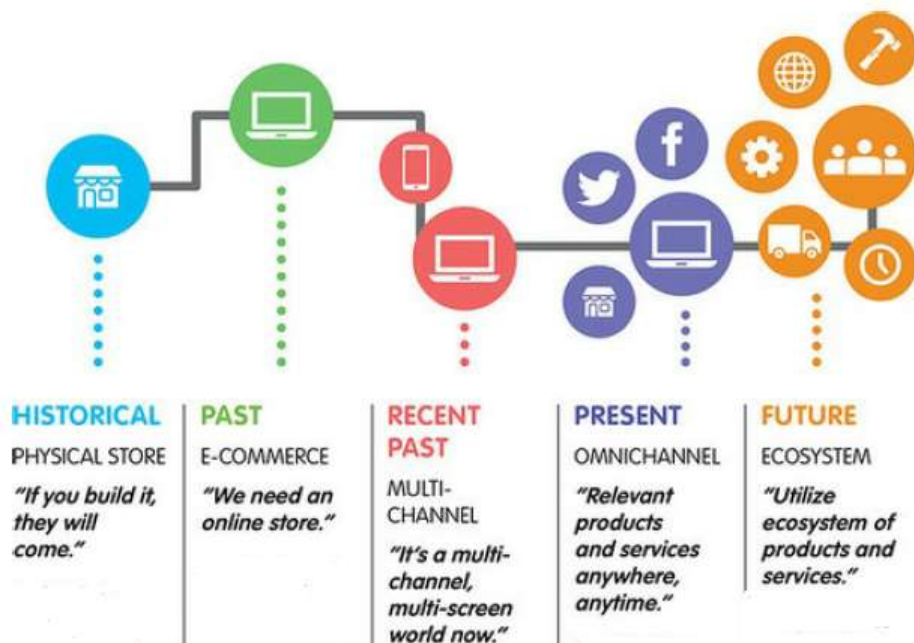 HISTORICAL
PHYSICAL STORE
"If you build it,
they will
come."
PAST
E-COMMERCE
"We need an
online store."
RECENT
PAST
MULTI-
CHANNEL
"It's a multi-
channel,
multi-screen
world now."
PRESENT
OMNICHANNEL
"Relevant
products
and services
anywhere,
anytime."
FUTURE
ECOSYSTEM
"Utilize
ecosystem of
products and
services."